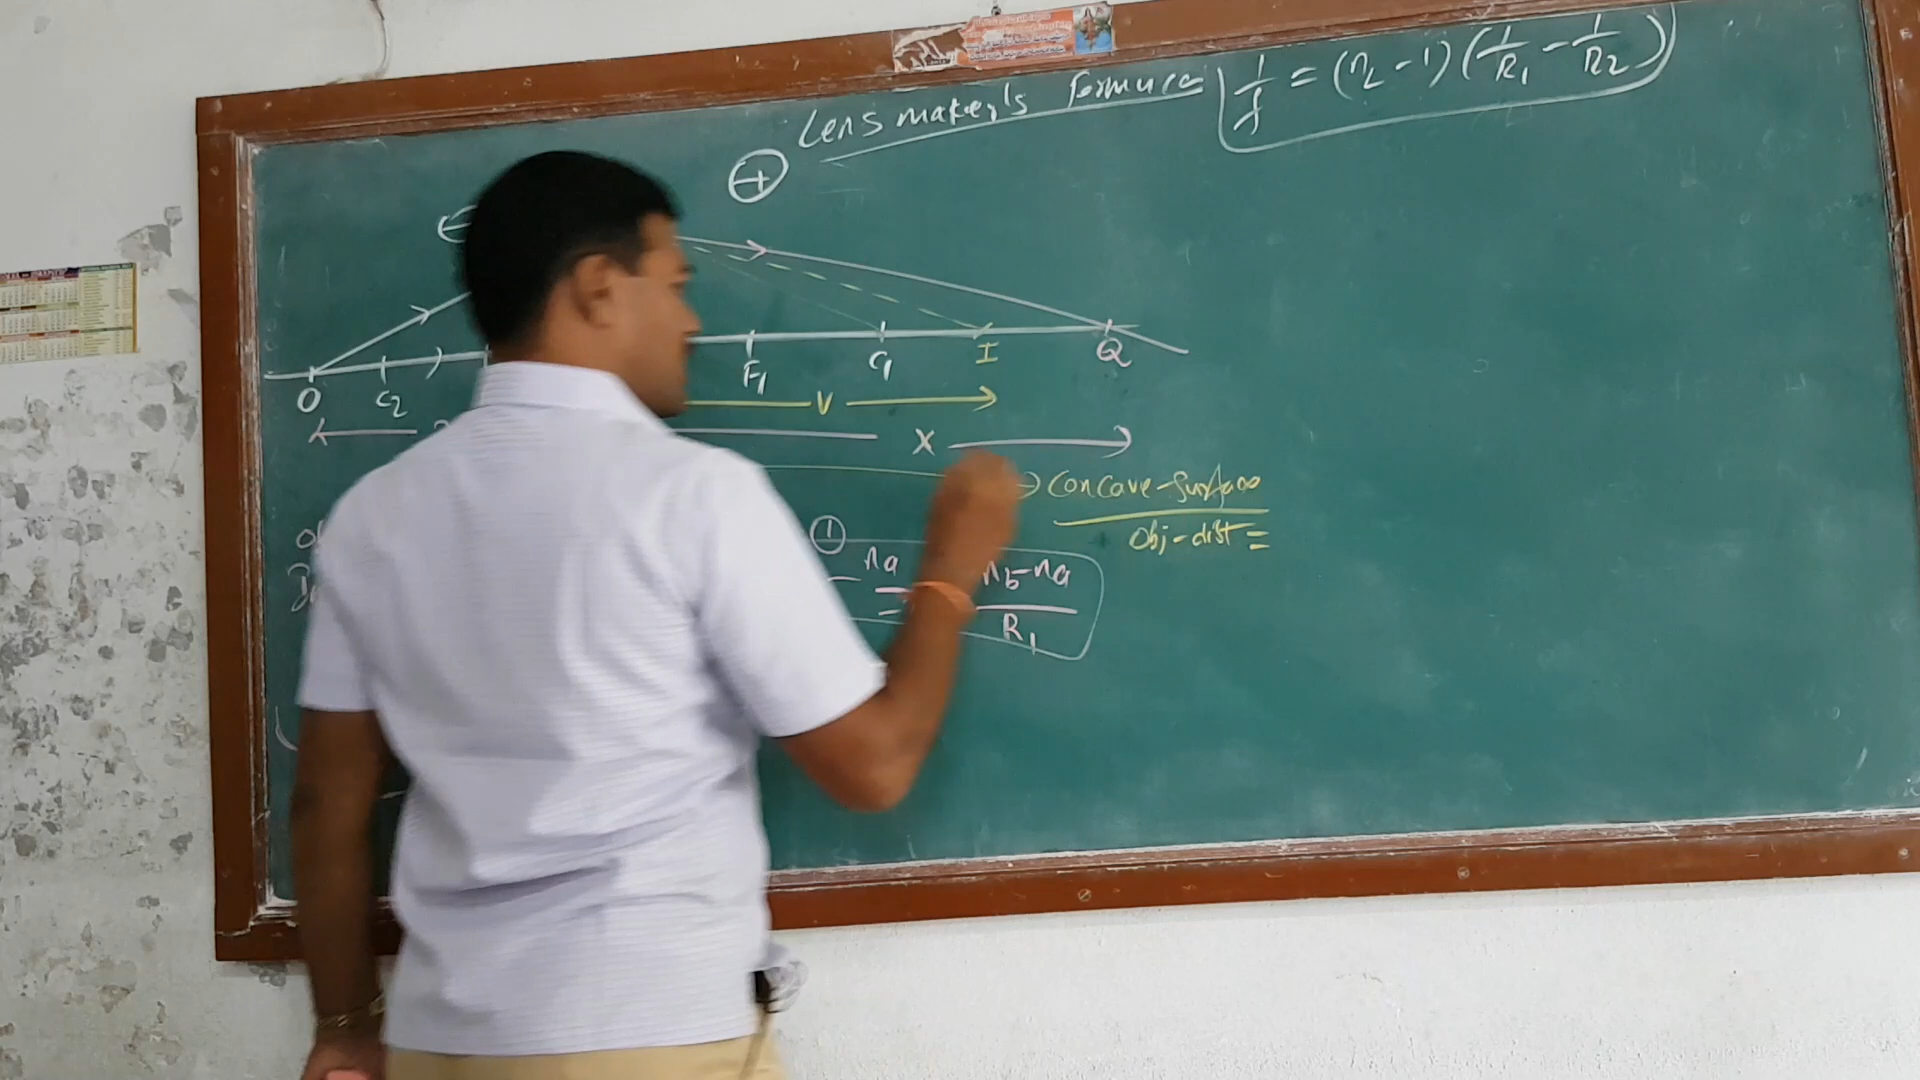 Lens maker's formula 1/f = (n2 - 1) (1/R1 - 1/R2)
+
F1 C1 I Q
O C2
V
X
Concave-Surface
Obj-dist =
1
na = nb-na
R1